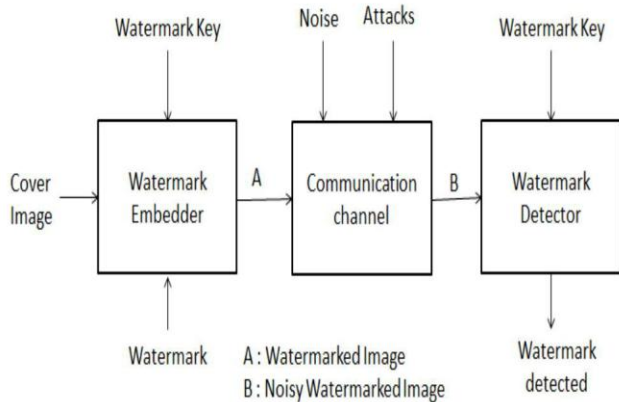 Watermark Key
Noise
Attacks
Watermark Key
Cover
Image
Watermark
Embedder
A
Communication
channel
B
Watermark
Detector
Watermark
A : Watermarked Image
B : Noisy Watermarked Image
Watermark
detected